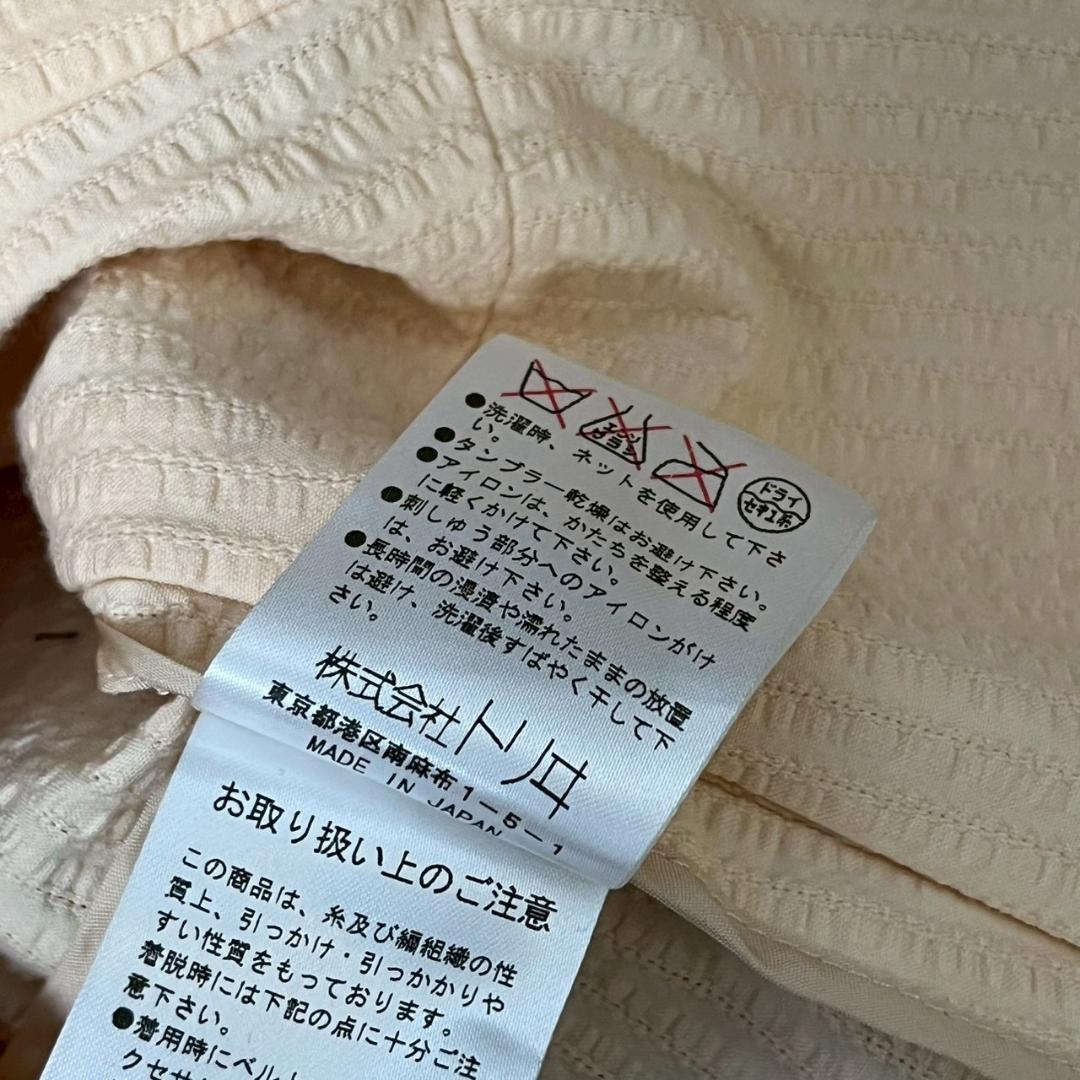 エンソ
サラシ
ドライ
セキユ系
●洗濯時、ネットを使用して下さ
い。
●タンブラー乾燥はお避け下さい。
●アイロンは、かたちを整える程度
に軽くかけて下さい。
●刺しゅう部分へのアイロンがけ
は、お避け下さい。
●長時間の浸漬や濡れたままの放置
は避け、洗濯後すばやく干して下
さい。
株式会社トリヰ
東京都港区南麻布1-5-1
MADE IN JAPAN
お取り扱い上のご注意
この商品は、糸及び編組織の性
質上、引っかけ・引っかかりや
すい性質をもっております。
着脱時には下記の点に十分ご注
意下さい。
●着用時にベル
クセサ